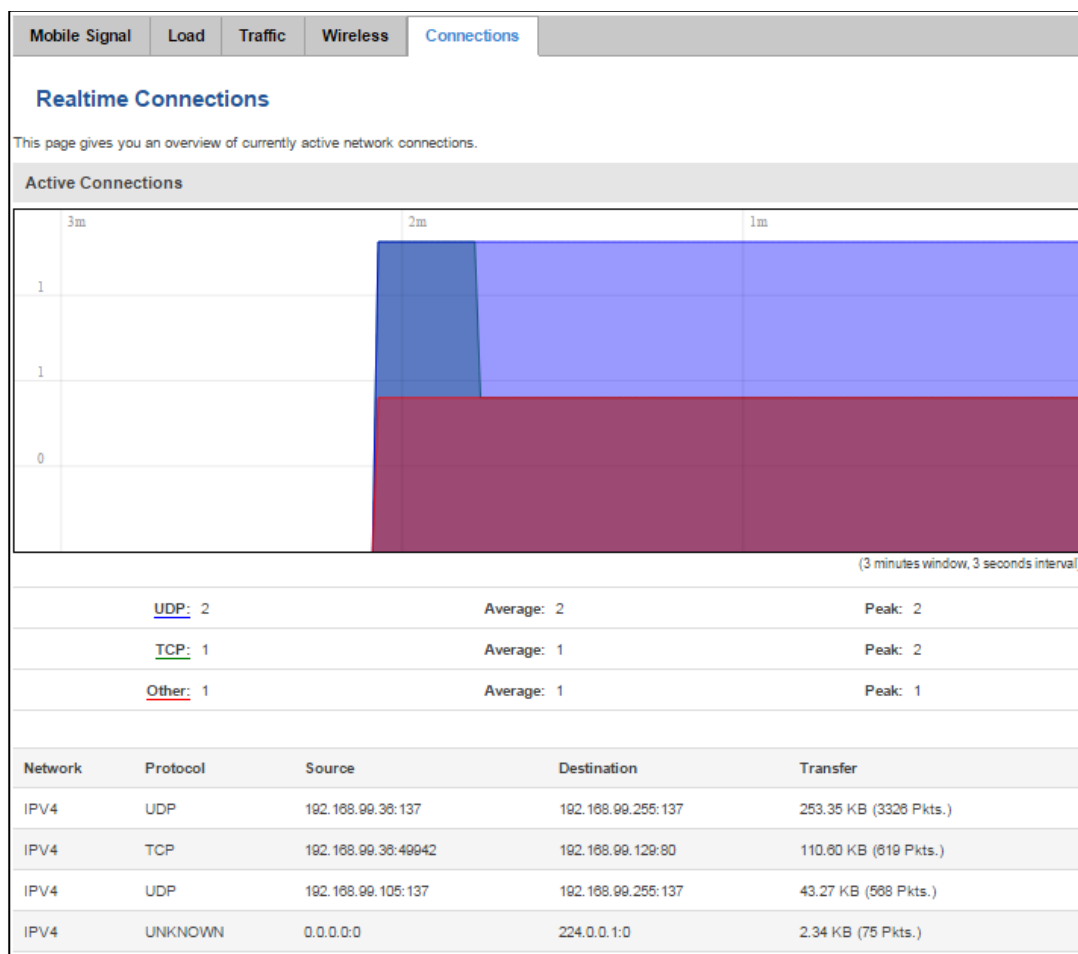 Mobile Signal Load Traffic Wireless Connections
Realtime Connections
This page gives you an overview of currently active network connections.
Active Connections
3m 2m 1m
1
1
0
(3 minutes window, 3 seconds interval)
UDP: 2 Average: 2 Peak: 2
TCP: 1 Average: 1 Peak: 2
Other: 1 Average: 1 Peak: 1
Network Protocol Source Destination Transfer
IPV4 UDP 192.168.99.36:137 192.168.99.255:137 253.35 KB (3326 Pkts.)
IPV4 TCP 192.168.99.36:49942 192.168.99.129:80 110.60 KB (619 Pkts.)
IPV4 UDP 192.168.99.105:137 192.168.99.255:137 43.27 KB (568 Pkts.)
IPV4 UNKNOWN 0.0.0.0:0 224.0.0.1:0 2.34 KB (75 Pkts.)